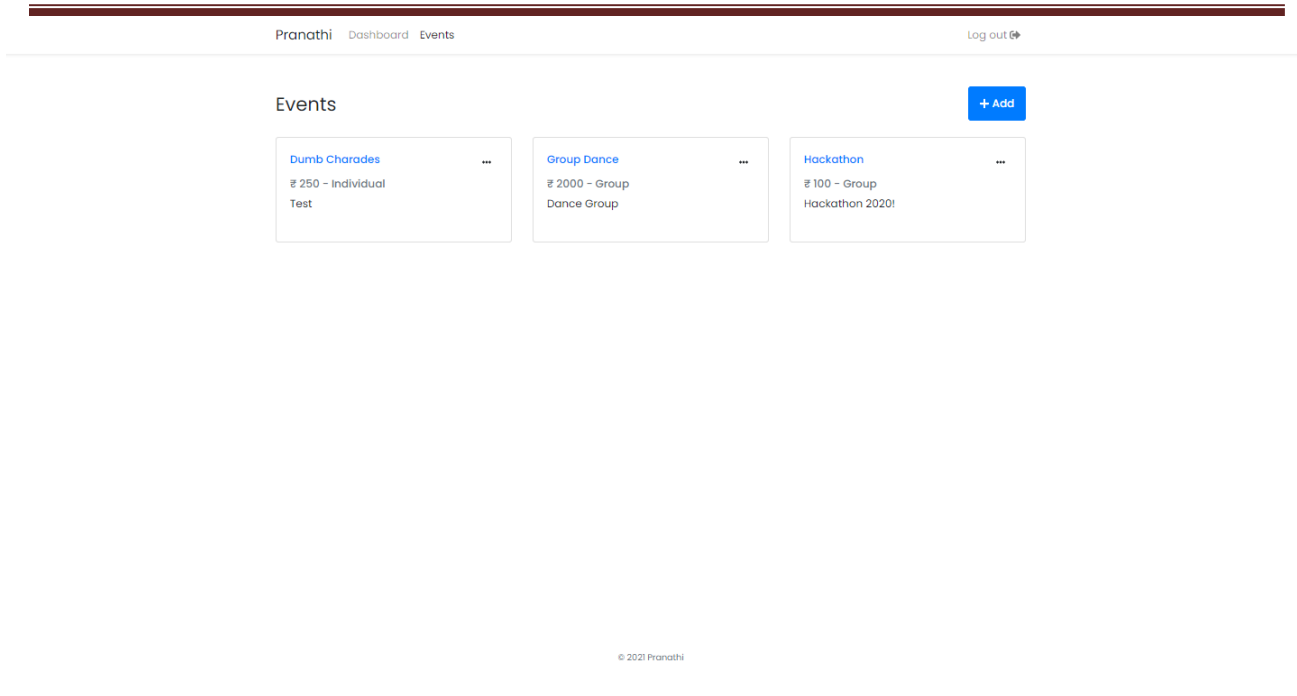 Pranathi Dashboard Events Log out
Events
+ Add
Dumb Charades
₹ 250 - Individual
Test
Group Dance
₹ 2000 - Group
Dance Group
Hackathon
₹ 100 - Group
Hackathon 2020!
© 2021 Pranathi